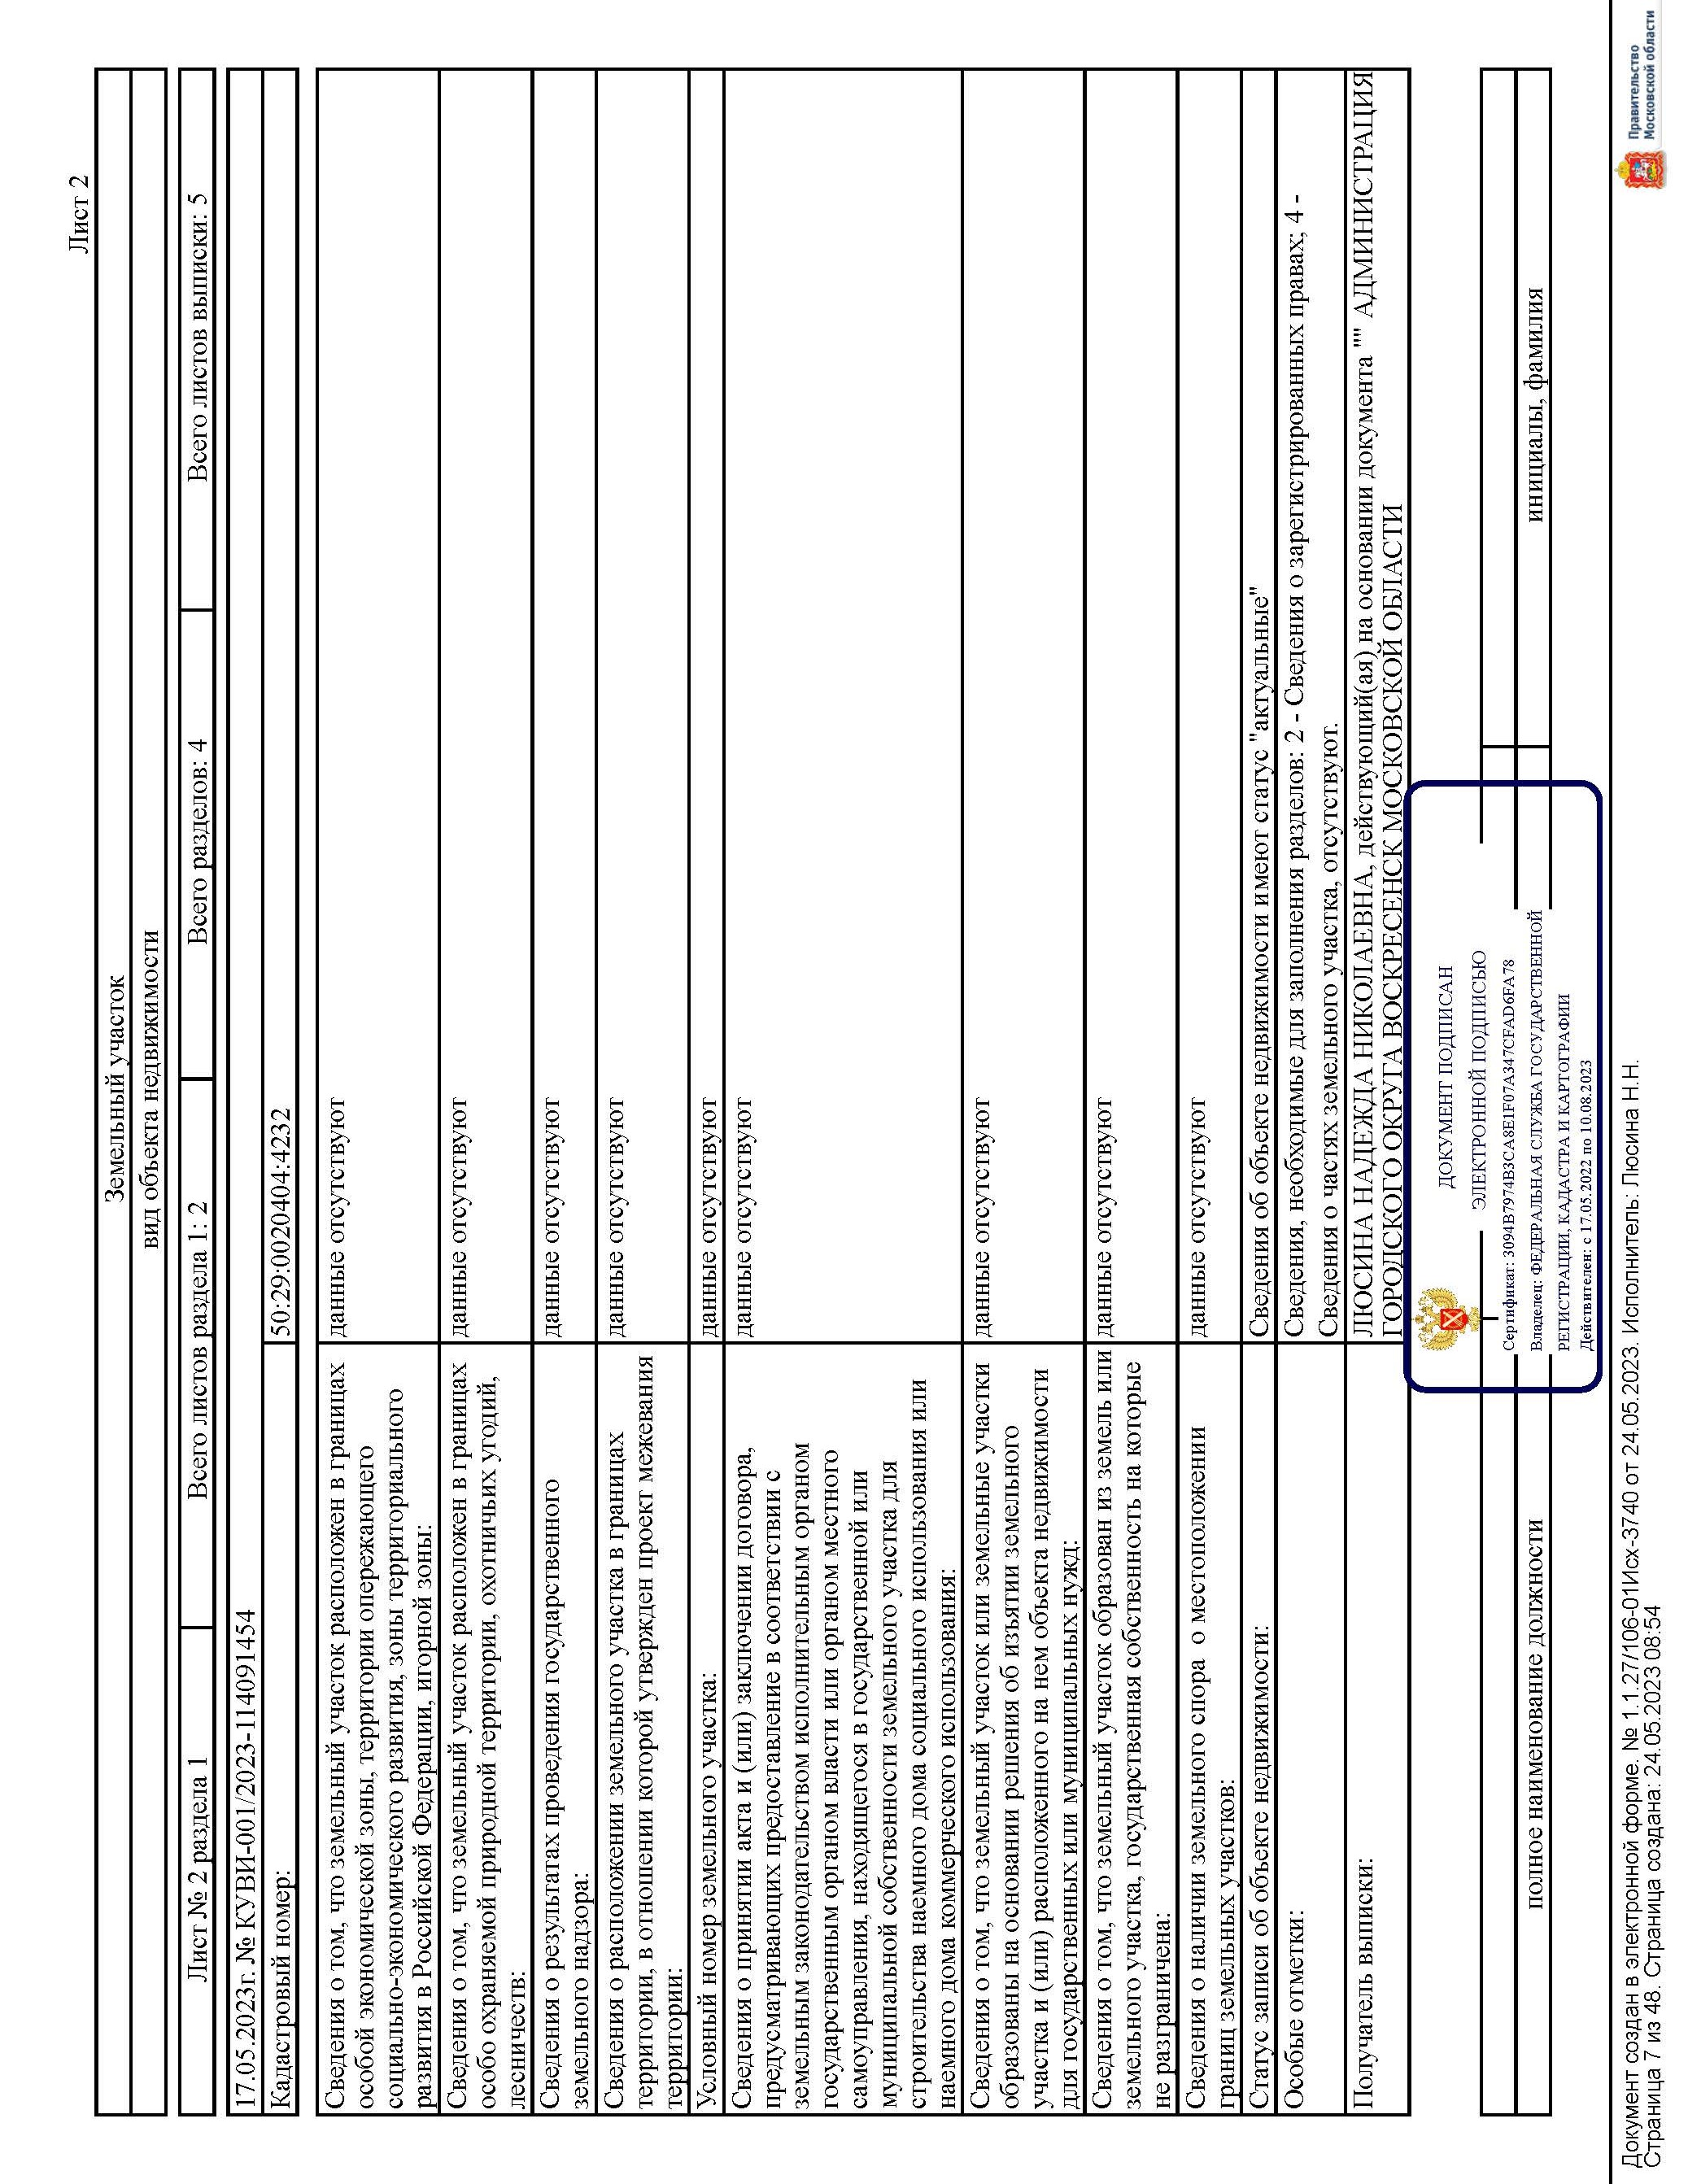 Лист 2
Земельный участок
вид объекта недвижимости
Лист № 2 раздела 1 Всего листов раздела 1: 2 Всего разделов: 4 Всего листов выписки: 5
17.05.2023г. № КУВИ-001/2023-114091454
Кадастровый номер: 50:29:0020404:4232
Сведения о том, что земельный участок расположен в границах данные отсутствуют
особой экономической зоны, территории опережающего
социально-экономического развития, зоны территориального
развития в Российской Федерации, игорной зоны:
Сведения о том, что земельный участок расположен в границах данные отсутствуют
особо охраняемой природной территории, охотничьих угодий,
лесничеств:
Сведения о результатах проведения государственного данные отсутствуют
земельного надзора:
Сведения о расположении земельного участка в границах данные отсутствуют
территории, в отношении которой утвержден проект межевания
территории:
Условный номер земельного участка: данные отсутствуют
Сведения о принятии акта и (или) заключении договора, данные отсутствуют
предусматривающих предоставление в соответствии с
земельным законодательством исполнительным органом
государственным органом власти или органом местного
самоуправления, находящегося в государственной или
муниципальной собственности земельного участка для
строительства наемного дома социального использования или
наемного дома коммерческого использования:
Сведения о том, что земельный участок или земельные участки данные отсутствуют
образованы на основании решения об изъятии земельного
участка и (или) расположенного на нем объекта недвижимости
для государственных или муниципальных нужд:
Сведения о том, что земельный участок образован из земель или данные отсутствуют
земельного участка, государственная собственность на которые
не разграничена:
Сведения о наличии земельного спора о местоположении данные отсутствуют
границ земельных участков:
Статус записи об объекте недвижимости: Сведения об объекте недвижимости имеют статус "актуальные"
Особые отметки: Сведения, необходимые для заполнения разделов: 2 - Сведения о зарегистрированных правах; 4 -
Сведения о частях земельного участка, отсутствуют.
Получатель выписки: ЛЮСИНА НАДЕЖДА НИКОЛАЕВНА, действующий(ая) на основании документа "" АДМИНИСТРАЦИЯ
ГОРОДСКОГО ОКРУГА ВОСКРЕСЕНСК МОСКОВСКОЙ ОБЛАСТИ
ДОКУМЕНТ ПОДПИСАН
ЭЛЕКТРОННОЙ ПОДПИСЬЮ
Сертификат: 3094B7974B3CA8E1F07A347CFAD6FA78
Владелец: ФЕДЕРАЛЬНАЯ СЛУЖБА ГОСУДАРСТВЕННОЙ
РЕГИСТРАЦИИ, КАДАСТРА И КАРТОГРАФИИ
Действителен: с 17.05.2022 по 10.08.2023
полное наименование должности инициалы, фамилия
Документ создан в электронной форме. № 1.1.27/106-01Исх-3740 от 24.05.2023. Исполнитель: Люсина Н.Н.
Страница 7 из 48. Страница создана: 24.05.2023 08:54
Правительство
Московской области